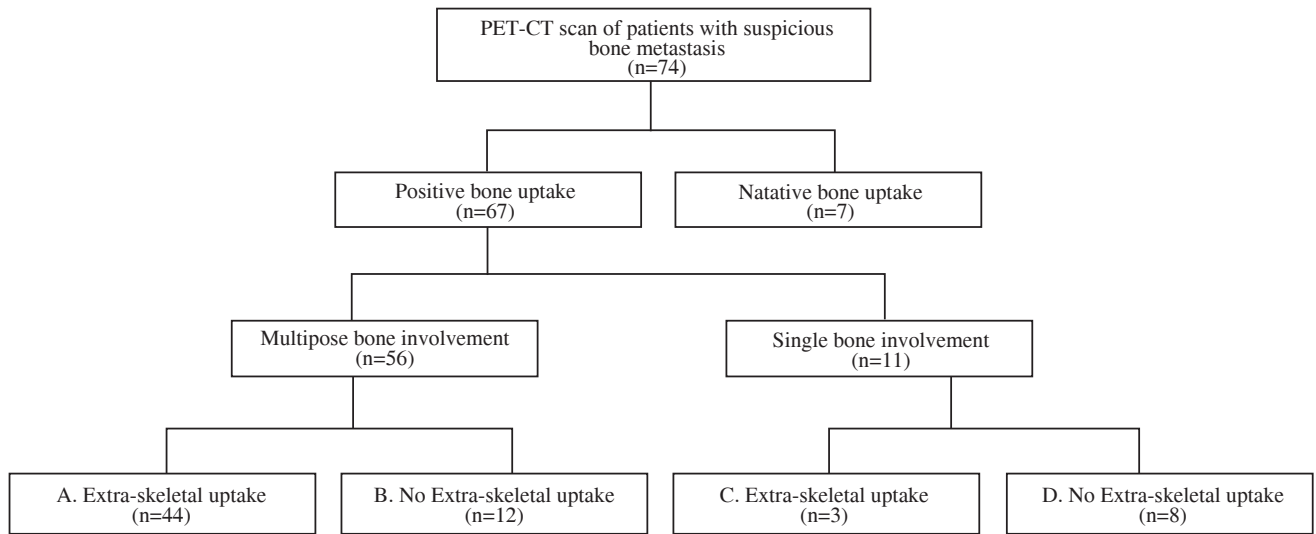 PET-CT scan of patients with suspicious
bone metastasis
(n=74)
Positive bone uptake
(n=67)
Natative bone uptake
(n=7)
Multipose bone involvement
(n=56)
Single bone involvement
(n=11)
A. Extra-skeletal uptake
(n=44)
B. No Extra-skeletal uptake
(n=12)
C. Extra-skeletal uptake
(n=3)
D. No Extra-skeletal uptake
(n=8)